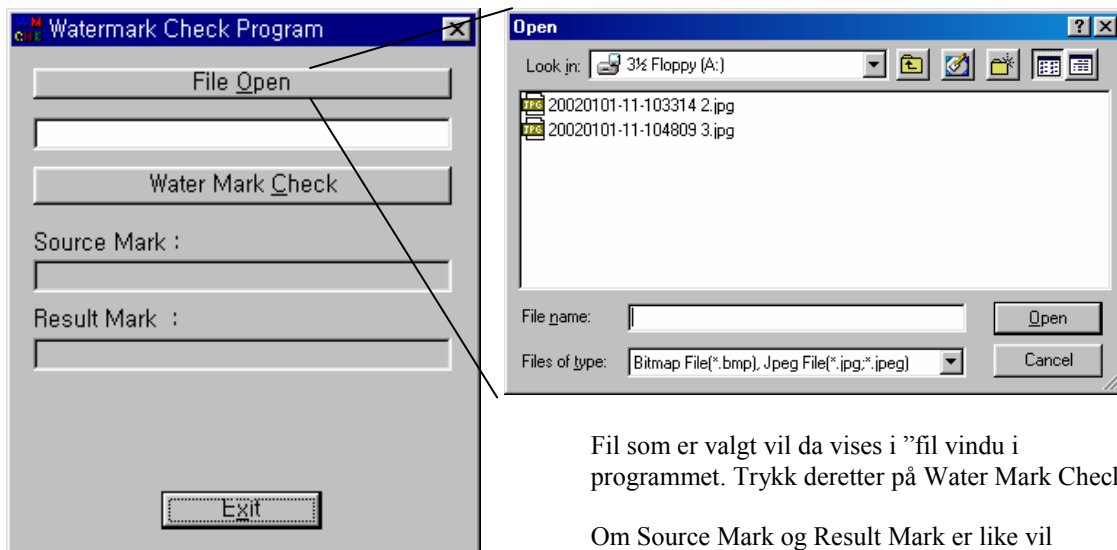 Watermark Check Program
File Open
Water Mark Check
Source Mark :
Result Mark :
Exit
Open
Look in: 3½ Floppy (A:)
20020101-11-103314 2.jpg
20020101-11-104809 3.jpg
File name:
Open
Files of type: Bitmap File(*.bmp), Jpeg File(*.jpg;*.jpeg)
Cancel
Fil som er valgt vil da vises i ”fil vindu i
programmet. Trykk deretter på Water Mark Check
Om Source Mark og Result Mark er like vil